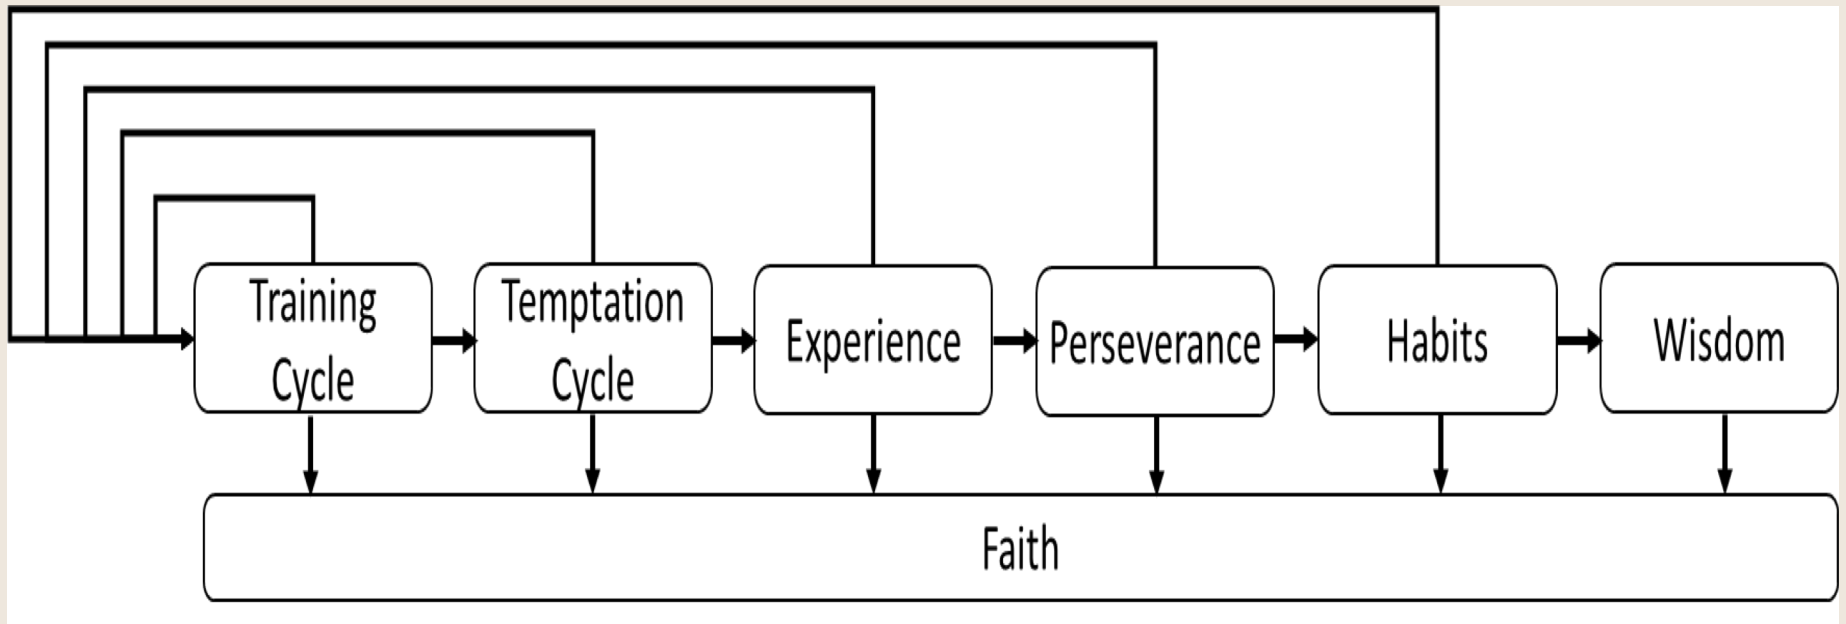 Training
Cycle
Temptation
Cycle
Experience
Perseverance
Habits
Wisdom
Faith